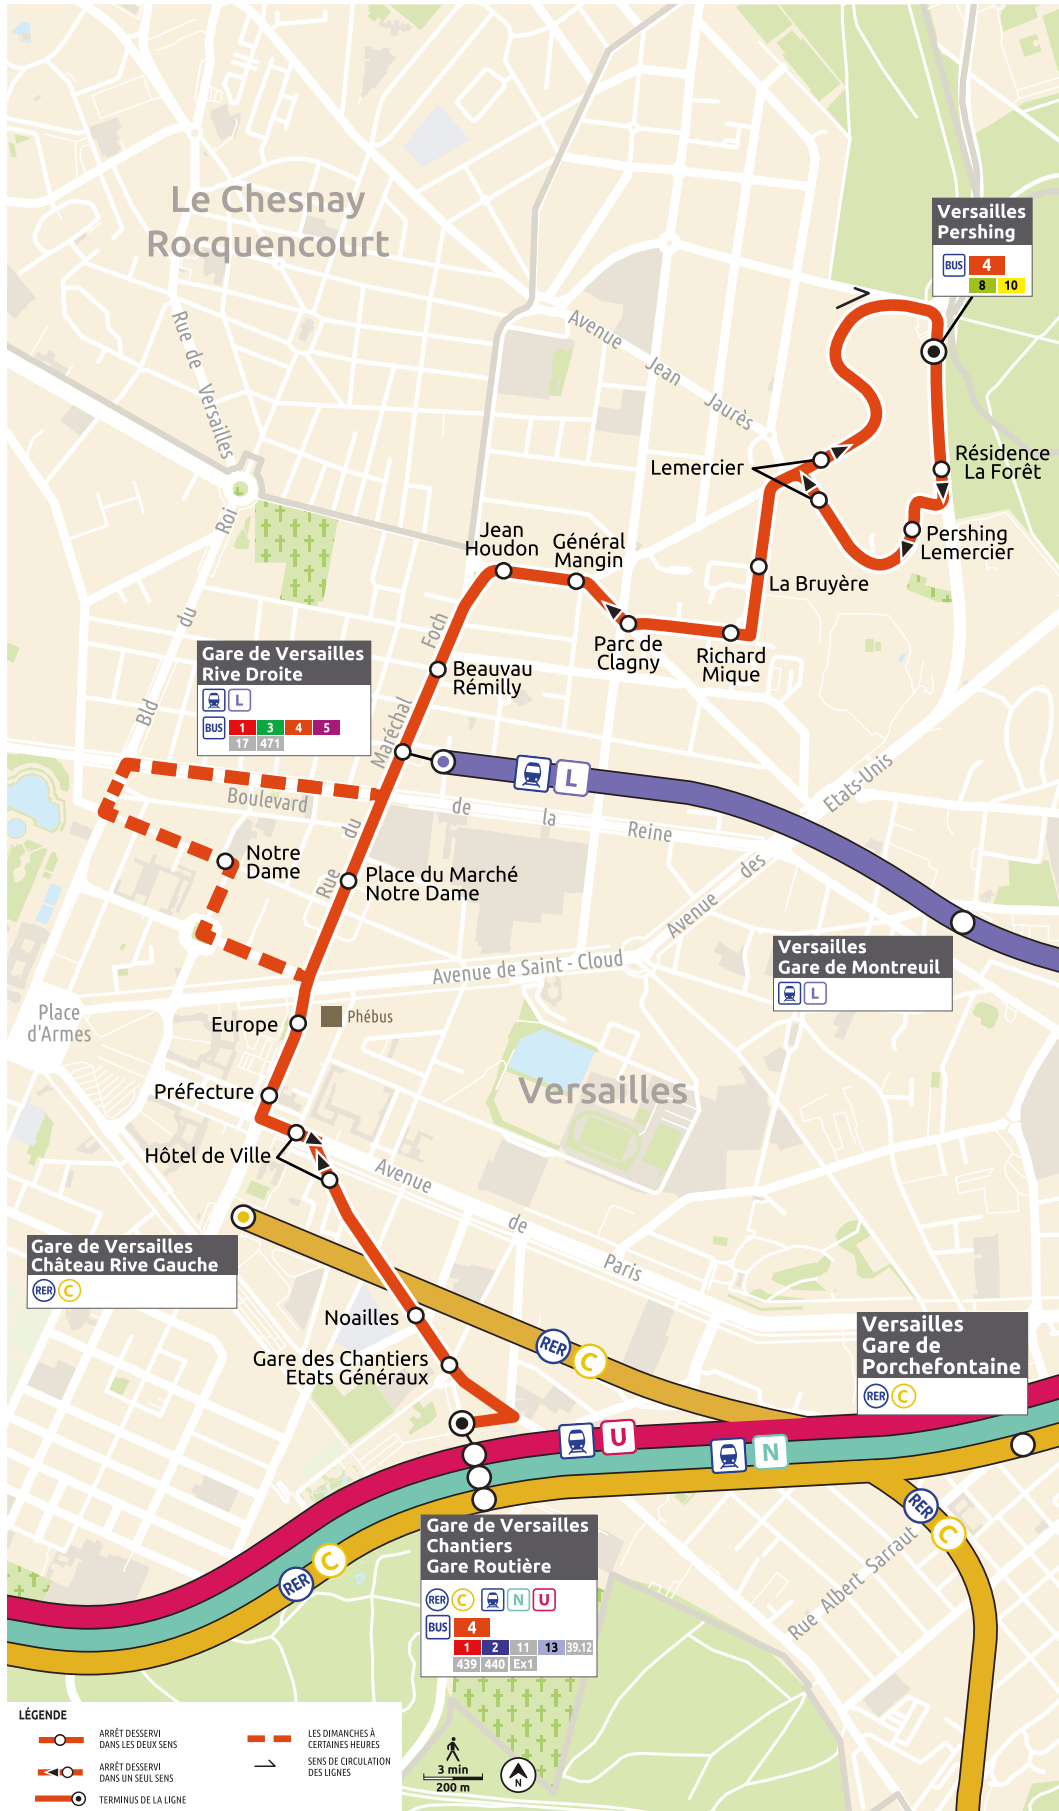 Le Chesnay
Rocquencourt
Rue de Versailles
Versailles
Pershing
BUS 4
8 10
Avenue Jean Jaurès
Lemercier
Résidence
La Forêt
Pershing
Lemercier
La Bruyère
Jean
Houdon
Général
Mangin
Parc de
Clagny
Richard
Mique
Bld du Roi
Rue du Maréchal Foch
Beauvau
Rémilly
Gare de Versailles
Rive Droite
L
BUS 1 3 4 5
17 471
L
Boulevard de la Reine
Avenue des Etats-Unis
Notre
Dame
Place du Marché
Notre Dame
Avenue de Saint - Cloud
Versailles
Gare de Montreuil
L
Place
d'Armes
Europe
Phébus
Préfecture
Versailles
Hôtel de Ville
Avenue de Paris
Gare de Versailles
Château Rive Gauche
RER C
Noailles
Gare des Chantiers
Etats Généraux
RER C
Versailles
Gare de
Porchefontaine
RER C
U
N
RER C
RER C
Rue Albert Sarraut
Gare de Versailles
Chantiers
Gare Routière
RER C N U
BUS 4
1 2 11 13 39.12
439 440 Ex1
LÉGENDE
ARRÊT DESSERVI
DANS LES DEUX SENS
ARRÊT DESSERVI
DANS UN SEUL SENS
TERMINUS DE LA LIGNE
LES DIMANCHES À
CERTAINES HEURES
SENS DE CIRCULATION
DES LIGNES
3 min
200 m
N